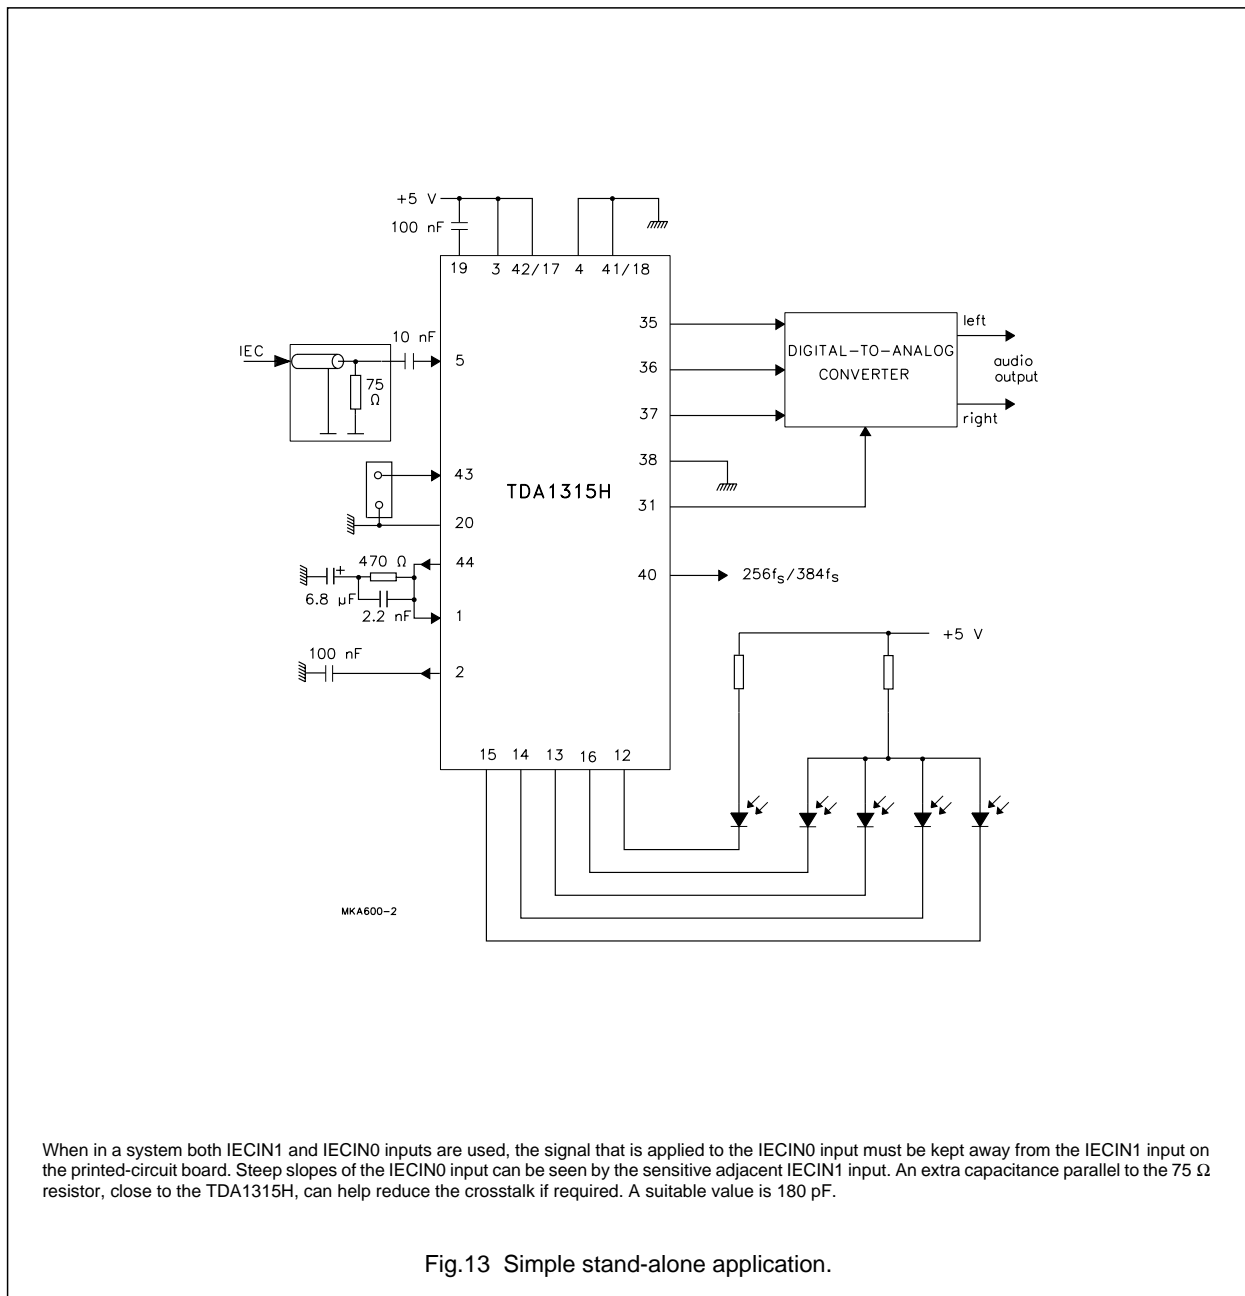 +5 V
100 nF
19 3 42/17 4 41/18
35
left
10 nF
IEC
5
DIGITAL-TO-ANALOG
CONVERTER
audio
output
36
75
Ω
37
right
38
43
TDA1315H
31
20
470 Ω
44
40
256fs/384fs
6.8 µF
+
2.2 nF
1
+5 V
100 nF
2
15 14 13 16 12
MKA600-2
When in a system both IECIN1 and IECIN0 inputs are used, the signal that is applied to the IECIN0 input must be kept away from the IECIN1 input on
the printed-circuit board. Steep slopes of the IECIN0 input can be seen by the sensitive adjacent IECIN1 input. An extra capacitance parallel to the 75 Ω
resistor, close to the TDA1315H, can help reduce the crosstalk if required. A suitable value is 180 pF.
Fig.13 Simple stand-alone application.